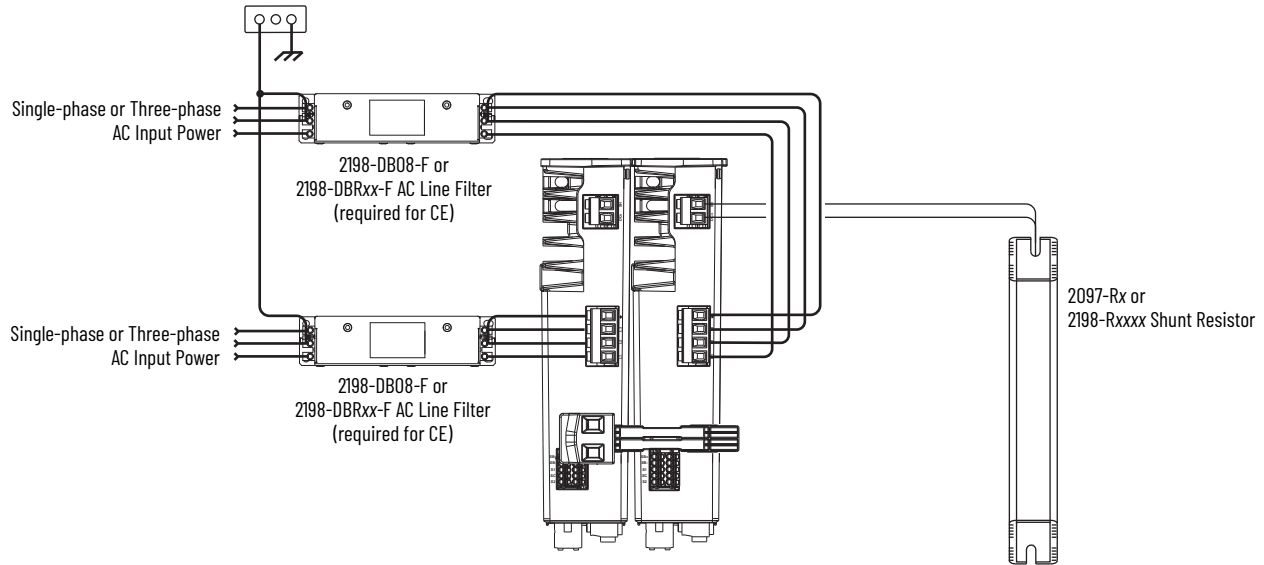 Single-phase or Three-phase
AC Input Power
2198-DB08-F or
2198-DBRxx-F AC Line Filter
(required for CE)
2097-Rx or
2198-Rxxxx Shunt Resistor
Single-phase or Three-phase
AC Input Power
2198-DB08-F or
2198-DBRxx-F AC Line Filter
(required for CE)